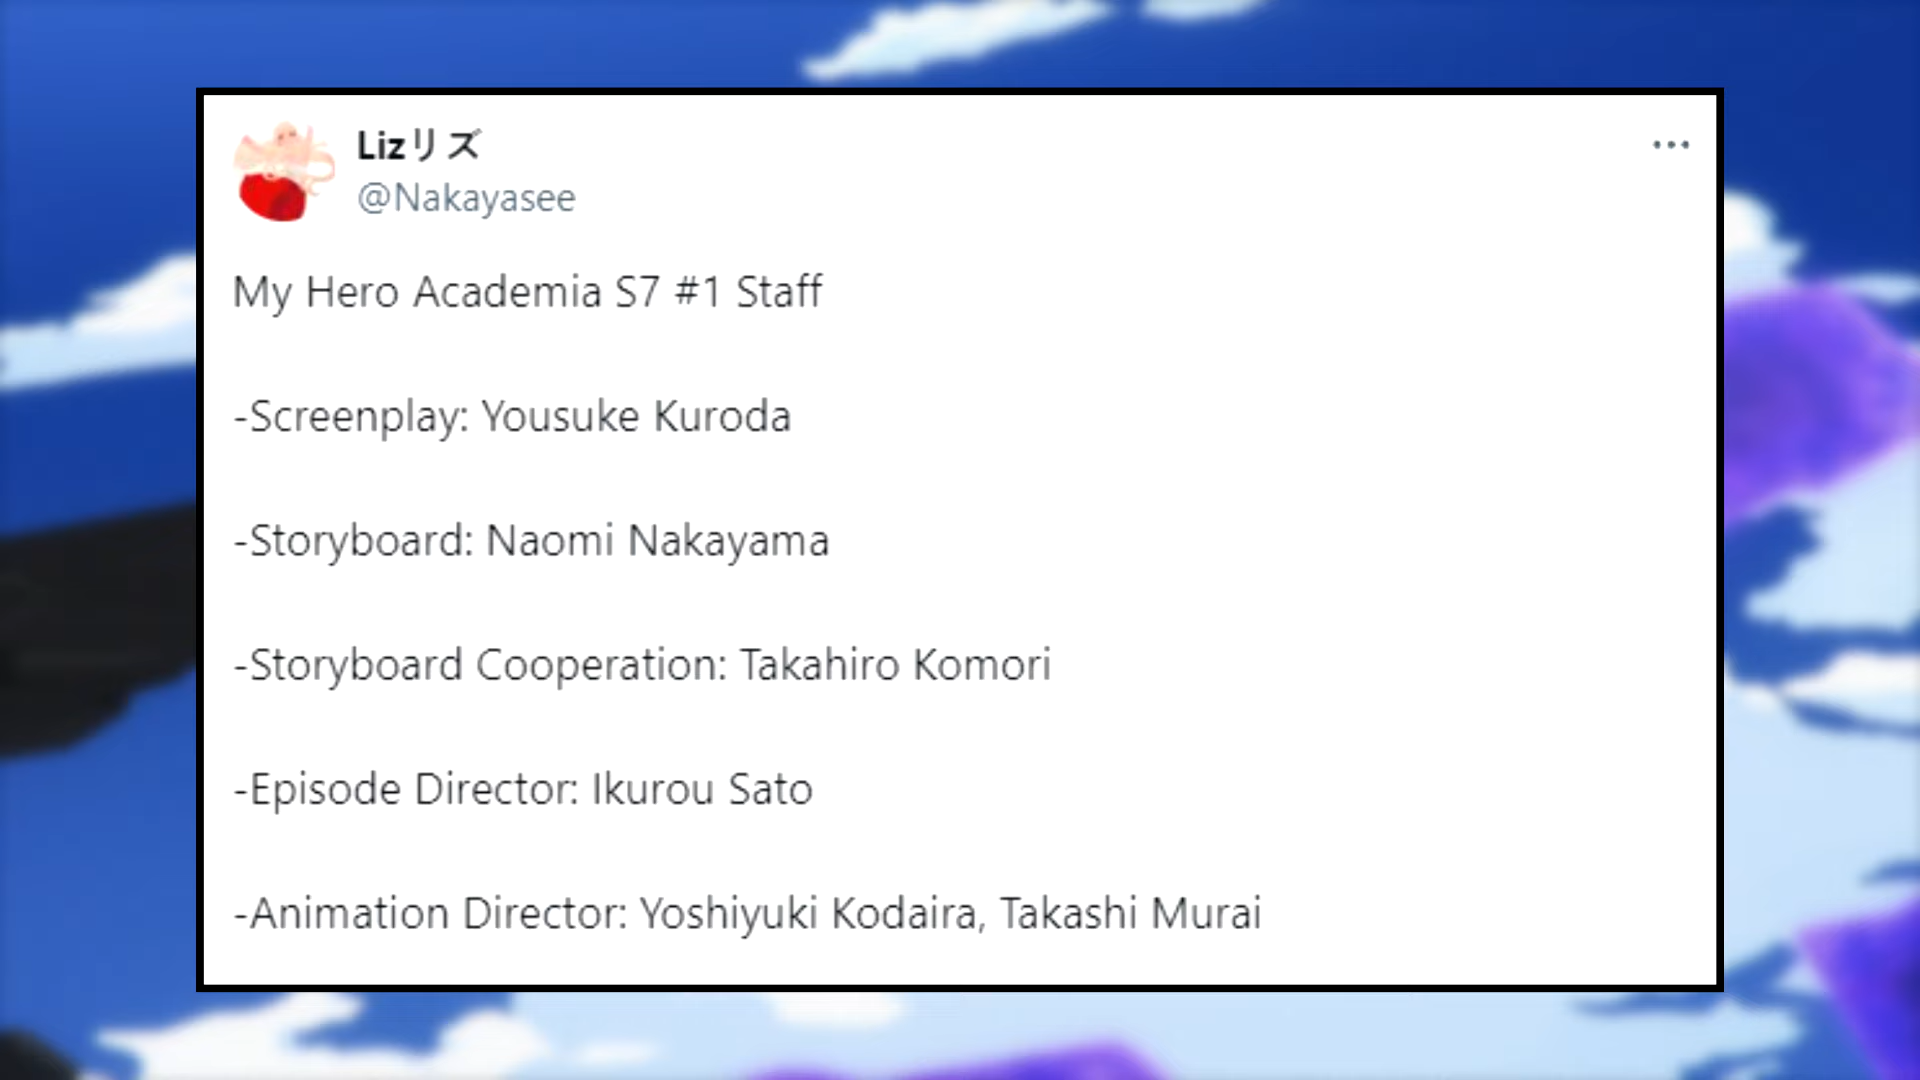 Lizリズ
@Nakayasee
My Hero Academia S7 #1 Staff
-Screenplay: Yousuke Kuroda
-Storyboard: Naomi Nakayama
-Storyboard Cooperation: Takahiro Komori
-Episode Director: Ikurou Sato
-Animation Director: Yoshiyuki Kodaira, Takashi Murai